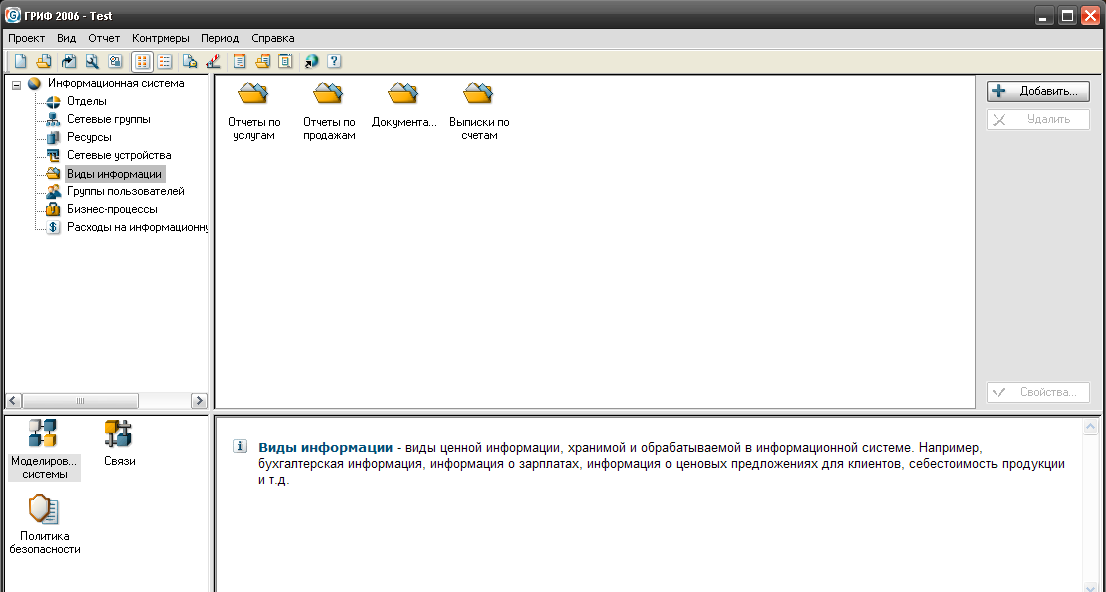 ГРИФ 2006 - Test
Проект Вид Отчет Контрмеры Период Справка
Информационная система
Отделы
Сетевые группы
Ресурсы
Сетевые устройства
Виды информации
Группы пользователей
Бизнес-процессы
Расходы на информационну
Отчеты по
услугам
Отчеты по
продажам
Документа...
Выписки по
счетам
Добавить...
Удалить
Свойства...
Моделиров...
системы
Связи
Политика
безопасности
Виды информации - виды ценной информации, хранимой и обрабатываемой в информационной системе. Например,
бухгалтерская информация, информация о зарплатах, информация о ценовых предложениях для клиентов, себестоимость продукции
и т.д.